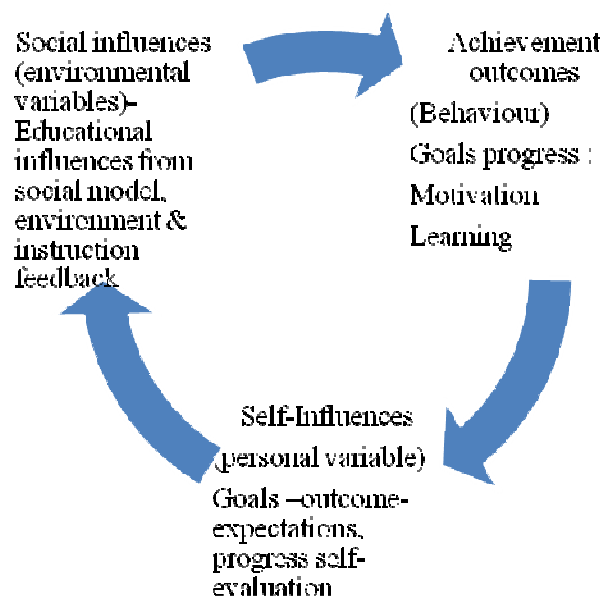 Social influences
(environmental
variables)-
Educational
influences from
social model,
environment &
instruction
feedback
Achievement
outcomes
(Behaviour)
Goals progress :
Motivation
Learning
Self-Influences
(personal variable)
Goals –outcome-
expectations,
progress self-
evaluation